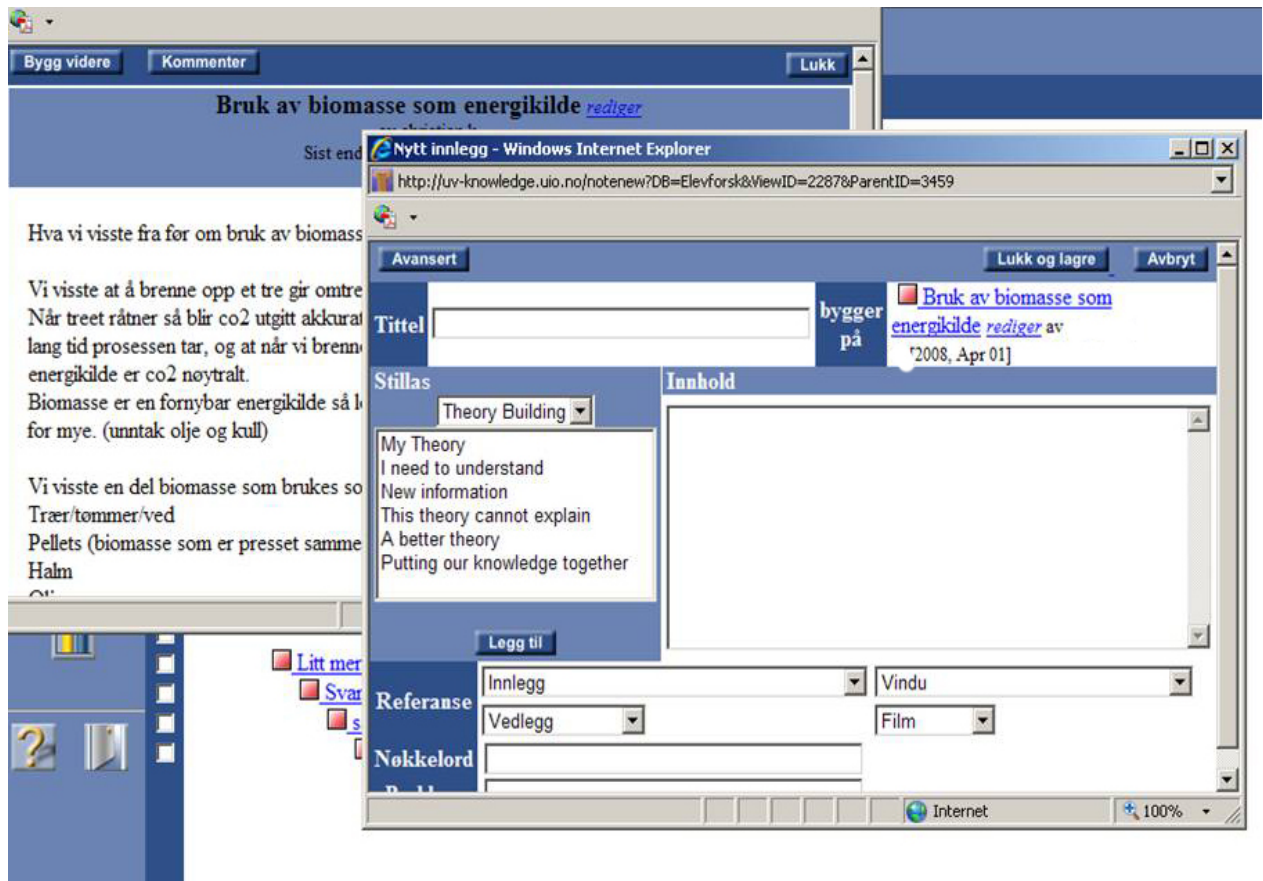 Bygg videre Kommenter Lukk
Bruk av biomasse som energikilde rediger
Sist end
Hva vi visste fra før om bruk av biomass
Vi visste at å brenne opp et tre gir omtre
Når treet råtner så blir co2 utgitt akkurat
lang tid prosessen tar, og at når vi brenne
energikilde er co2 nøytralt.
Biomasse er en fornybar energikilde så l
for mye. (unntak olje og kull)
Vi visste en del biomasse som brukes so
Trær/tømmer/ved
Pellets (biomasse som er presset samme
Halm
Litt mer
Svar
s
Nytt innlegg - Windows Internet Explorer
http://uv-knowledge.uio.no/notenew?DB=Elevforsk&ViewID=2287&ParentID=3459
Avansert Lukk og lagre Avbryt
Tittel
bygger
på
Bruk av biomasse som
energikilde rediger av
2008, Apr 01]
Stillas Innhold
Theory Building
My Theory
I need to understand
New information
This theory cannot explain
A better theory
Putting our knowledge together
Legg til
Referanse
Innlegg Vindu
Vedlegg Film
Nøkkelord
Internet 100%